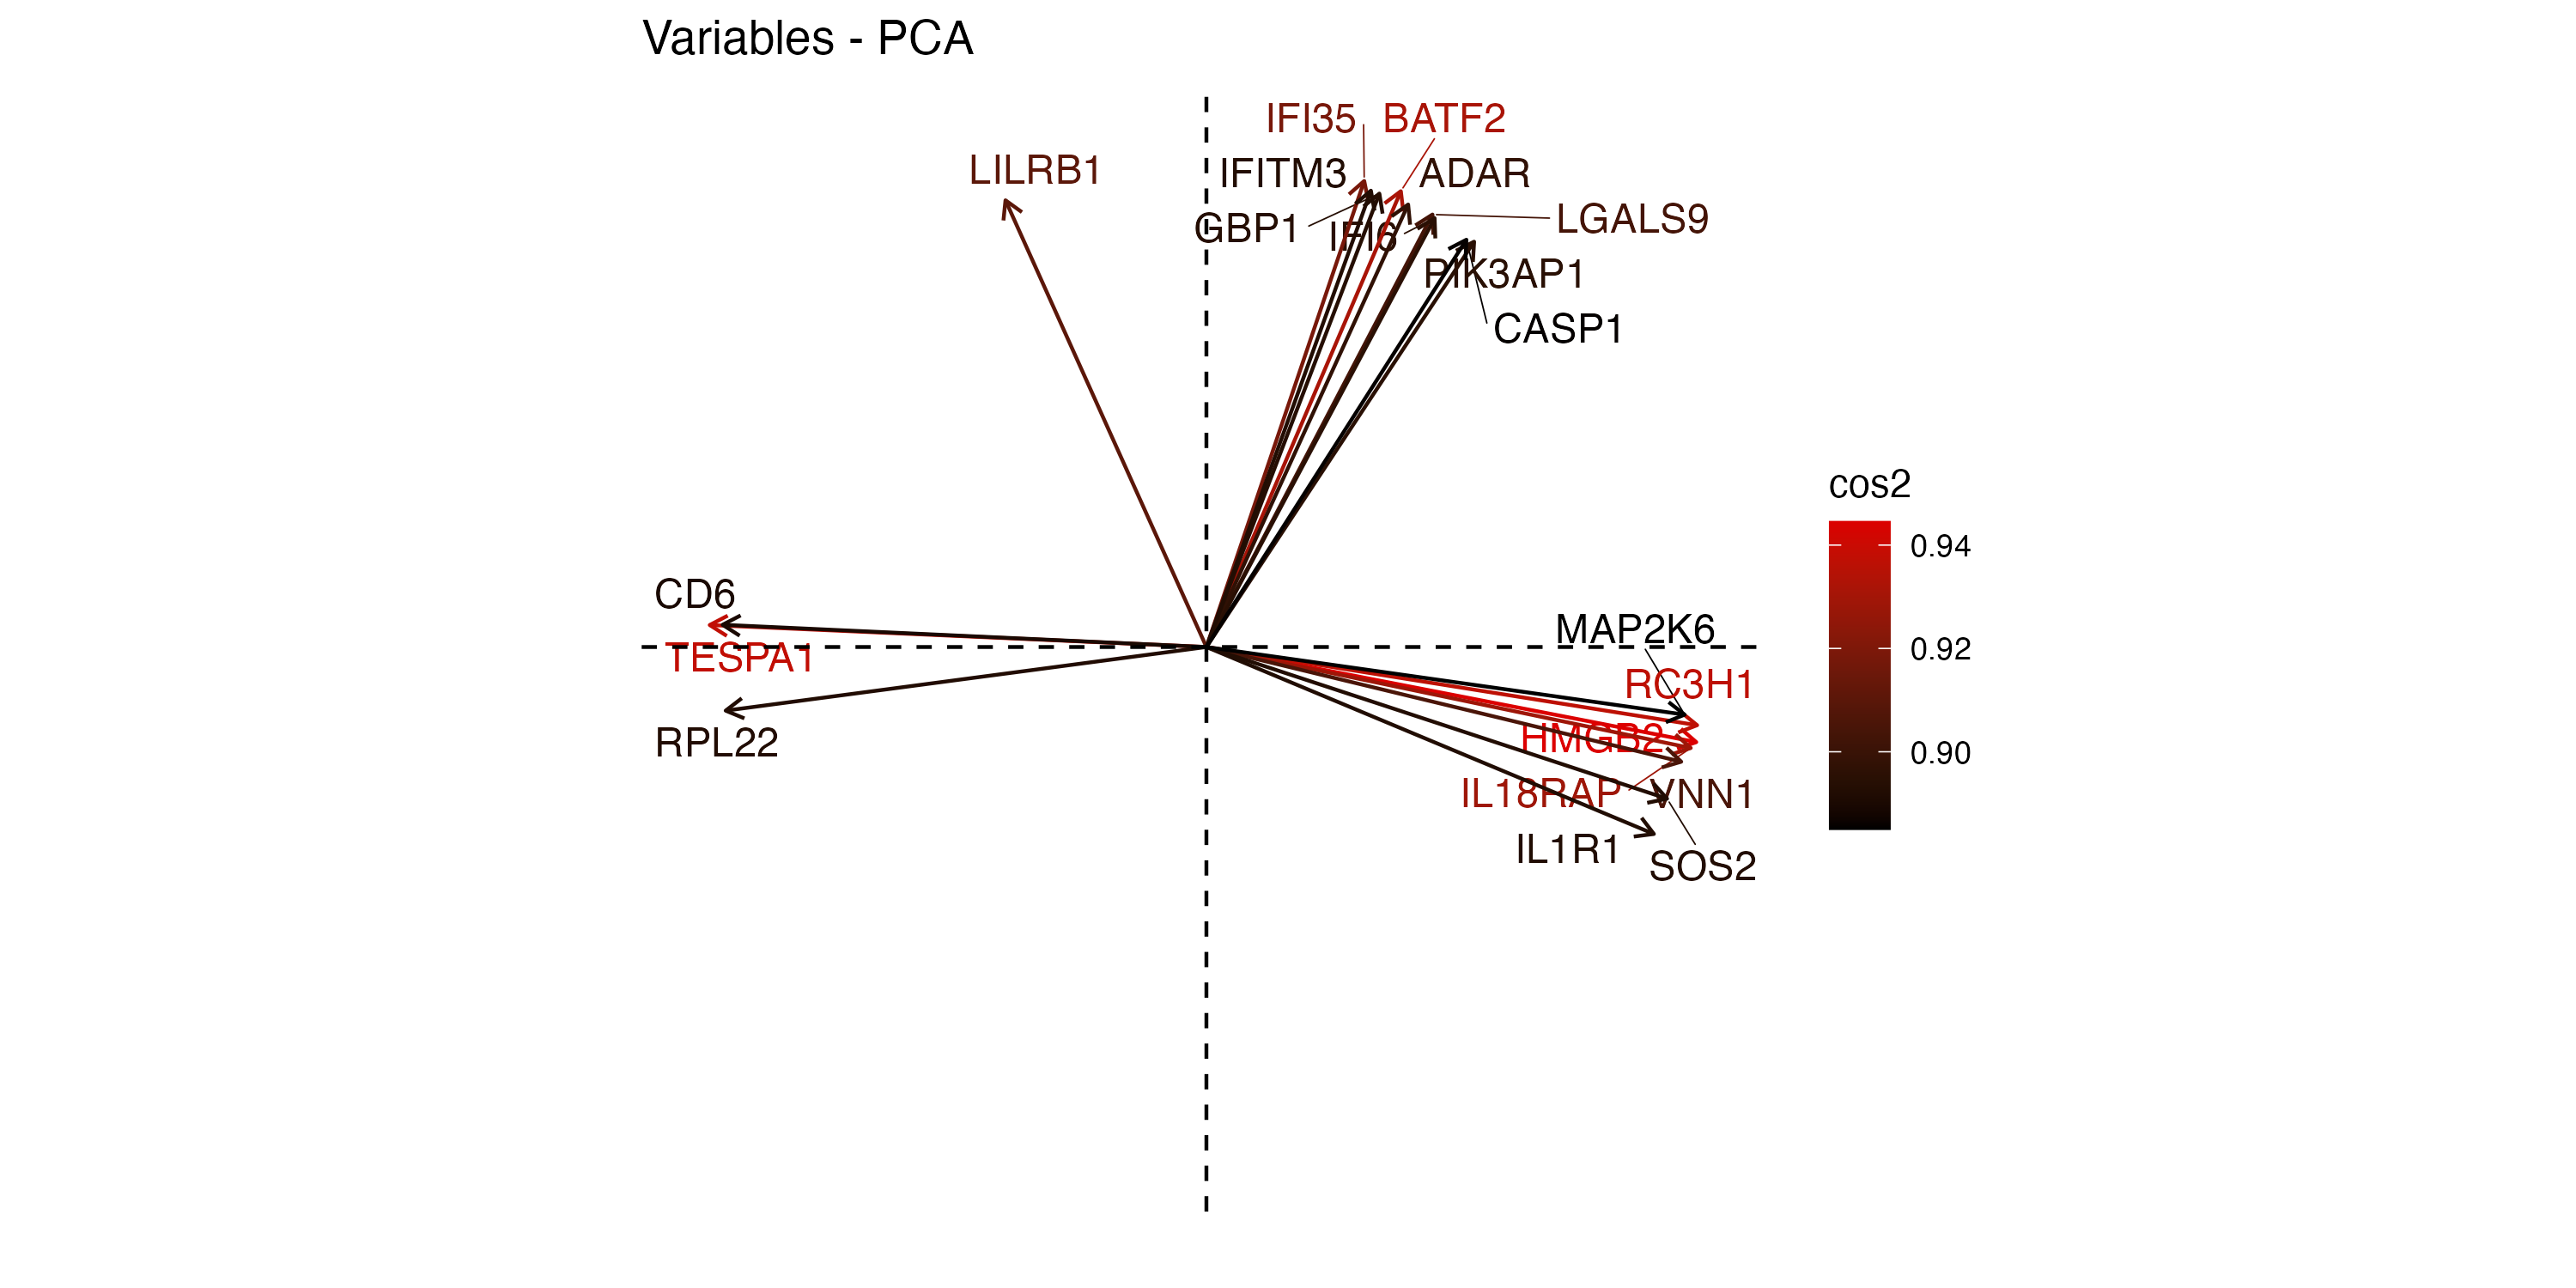 Variables - PCA
IFI35
BATF2
LILRB1
IFITM3
ADAR
GBP1
IFI6
LGALS9
PIK3AP1
CASP1
CD6
TESPA1
RPL22
MAP2K6
RC3H1
HMGB2
IL18RAP
VNN1
IL1R1
SOS2
cos2
0.94
0.92
0.90